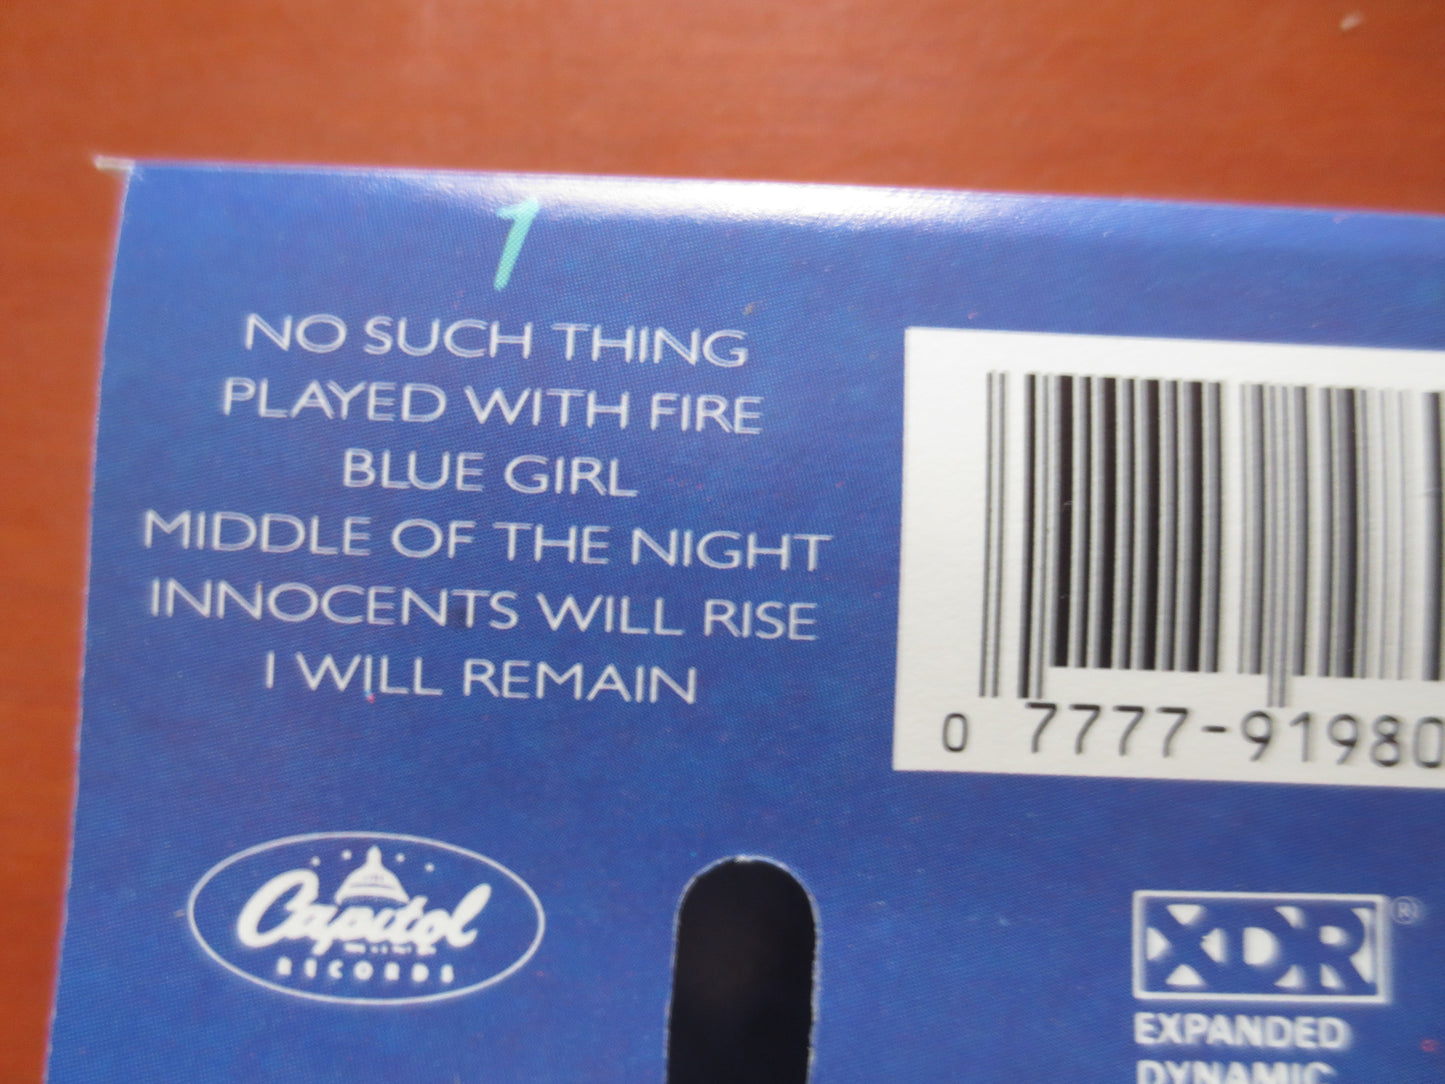 1
NO SUCH THING
PLAYED WITH FIRE
BLUE GIRL
MIDDLE OF THE NIGHT
INNOCENTS WILL RISE
I WILL REMAIN
0 7777-91980
Capitol
RECORDS
XDR®
EXPANDED
DYNAMIC